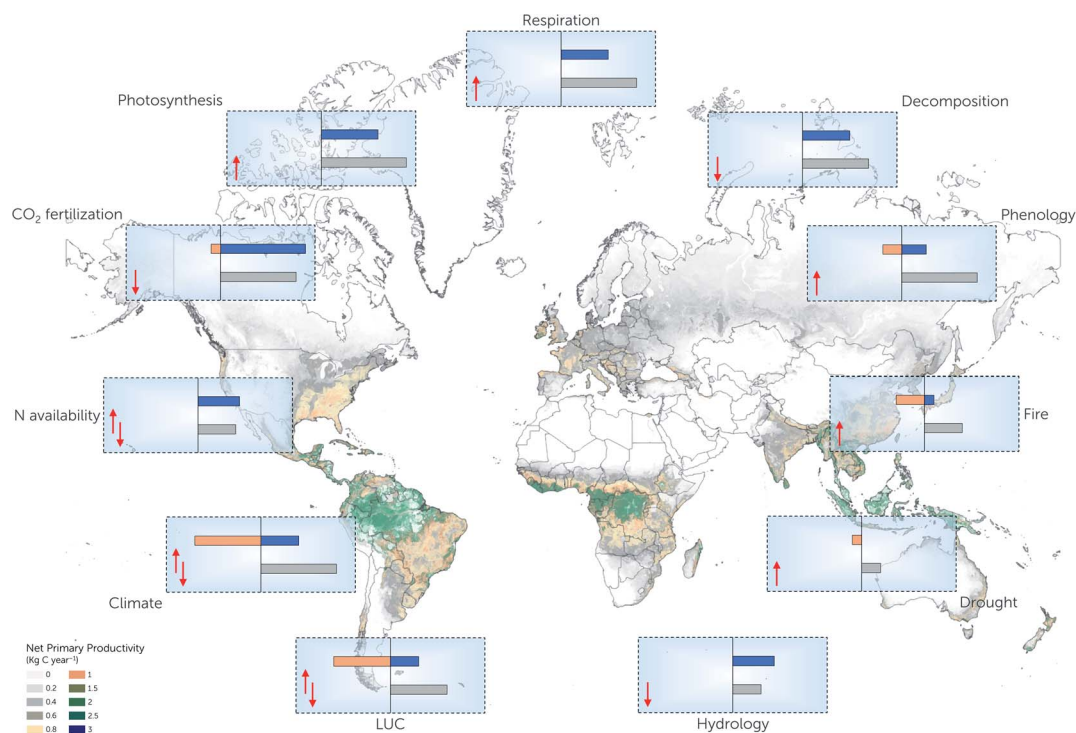 Respiration
Photosynthesis
Decomposition
CO₂ fertilization
Phenology
N availability
Fire
Climate
Drought
LUC
Hydrology
Net Primary Productivity
(Kg C year⁻¹)
0 1
0.2 1.5
0.4 2
0.6 2.5
0.8 3